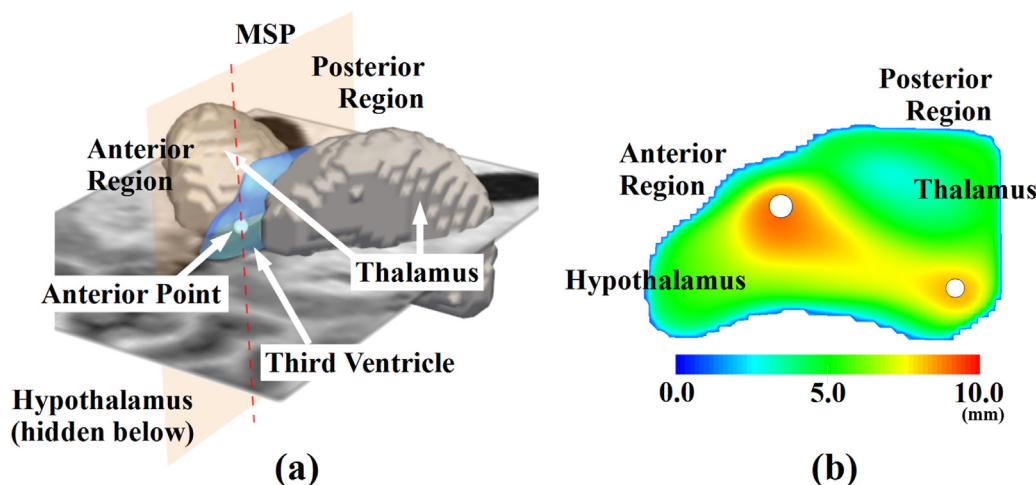 MSP
Posterior
Region
Anterior
Region
Thalamus
Anterior Point
Third Ventricle
Hypothalamus
(hidden below)
(a)
Posterior
Region
Anterior
Region
Thalamus
Hypothalamus
0.0
5.0
10.0
(mm)
(b)